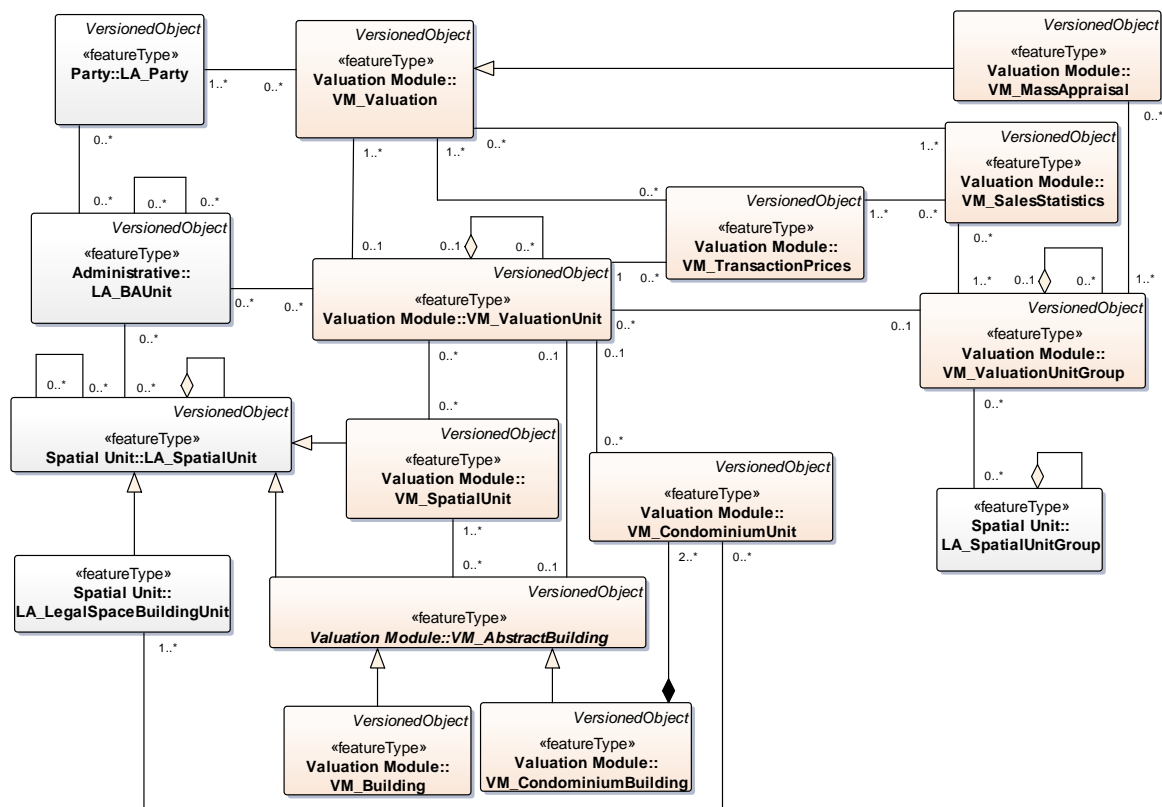 VersionedObject
«featureType»
Party::LA_Party
VersionedObject
«featureType»
Valuation Module::
VM_Valuation
VersionedObject
«featureType»
Valuation Module::
VM_MassAppraisal
1..*
0..*
0..*
0..*
1..*
1..*
0..*
1..*
0..*
VersionedObject
«featureType»
Valuation Module::
VM_SalesStatistics
0..*
0..*
0..*
0..*
VersionedObject
«featureType»
Valuation Module::
VM_TransactionPrices
1..*
0..*
0..*
VersionedObject
«featureType»
Administrative::
LA_BAUnit
0..1
0..1
0..*
1
0..*
1..*
0..1
0..*
1..*
VersionedObject
«featureType»
Valuation Module::VM_ValuationUnit
0..*
0..*
0..*
0..1
VersionedObject
«featureType»
Valuation Module::
VM_ValuationUnitGroup
0..*
0..*
0..1
0..1
0..*
0..*
0..*
0..*
0..*
0..*
VersionedObject
«featureType»
Spatial Unit::LA_SpatialUnit
VersionedObject
«featureType»
Valuation Module::
VM_SpatialUnit
VersionedObject
«featureType»
Valuation Module::
VM_CondominiumUnit
0..*
«featureType»
Spatial Unit::
LA_SpatialUnitGroup
1..*
0..*
0..1
2..*
0..*
«featureType»
Spatial Unit::
LA_LegalSpaceBuildingUnit
1..*
VersionedObject
«featureType»
Valuation Module::VM_AbstractBuilding
VersionedObject
«featureType»
Valuation Module::
VM_Building
VersionedObject
«featureType»
Valuation Module::
VM_CondominiumBuilding